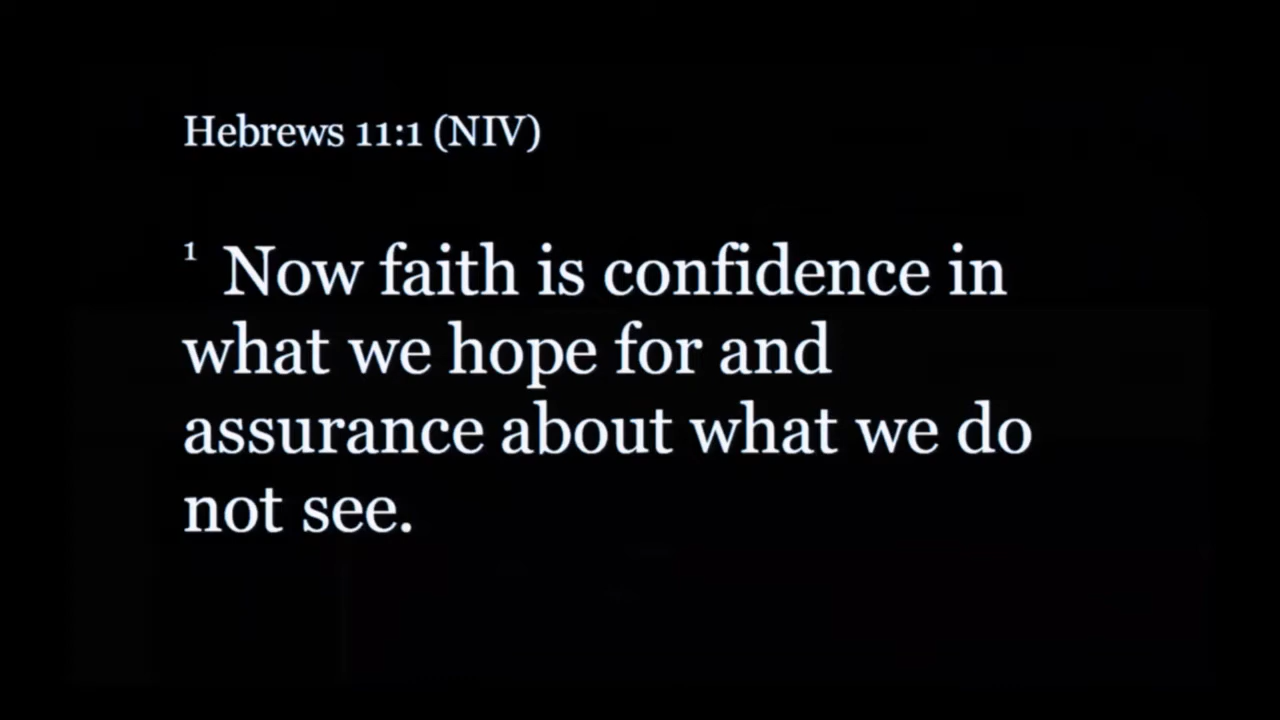 Hebrews 11:1 (NIV)
1 Now faith is confidence in
what we hope for and
assurance about what we do
not see.